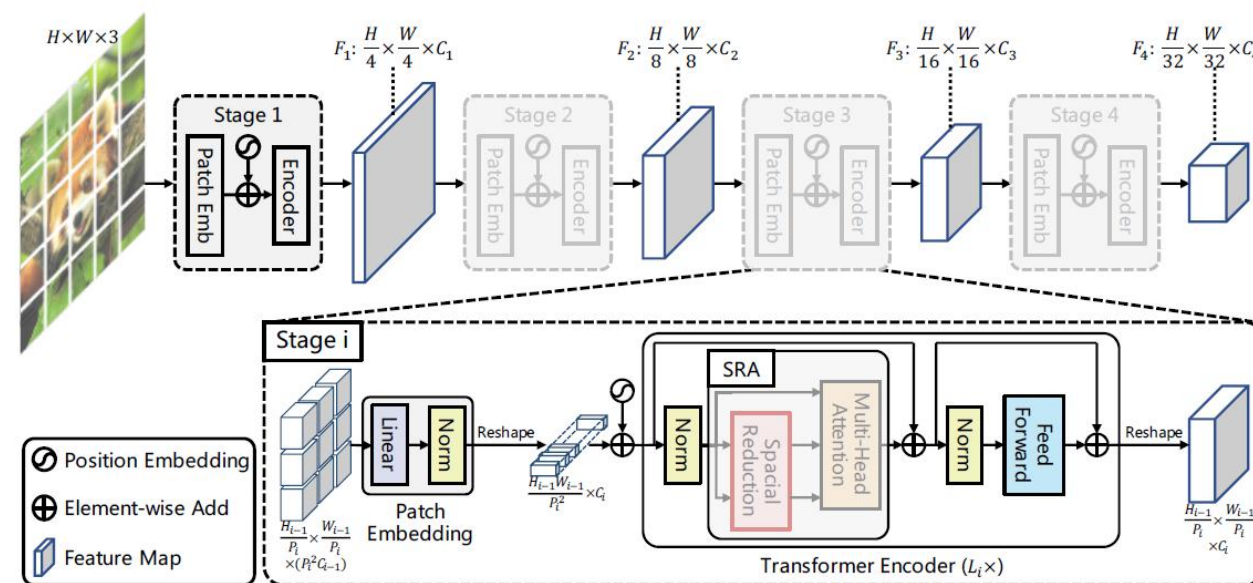 H×W×3
F₁: H/4 × W/4 ×C₁
F₂: H/8 × W/8 ×C₂
F₃: H/16 × W/16 ×C₃
F₄: H/32 × W/32 ×C
Stage 1
Patch Emb
Encoder
Stage 2
Patch Emb
Encoder
Stage 3
Patch Emb
Encoder
Stage 4
Patch Emb
Encoder
Stage i
Linear
Norm
Patch
Embedding
Reshape
Norm
SRA
Spacial
Reduction
Multi-Head
Attention
Norm
Feed
Forward
Reshape
Hᵢ₋₁/Pᵢ × Wᵢ₋₁/Pᵢ
×(Pᵢ²Cᵢ₋₁)
Hᵢ₋₁Wᵢ₋₁/Pᵢ² ×Cᵢ
Hᵢ₋₁/Pᵢ × Wᵢ₋₁/Pᵢ
×Cᵢ
Transformer Encoder (Lᵢ×)
Position Embedding
Element-wise Add
Feature Map